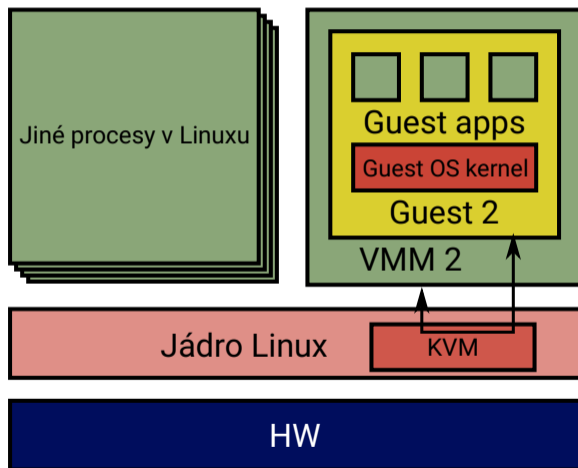 Jiné procesy v Linuxu
Guest apps
Guest OS kernel
Guest 2
VMM 2
Jádro Linux
KVM
HW